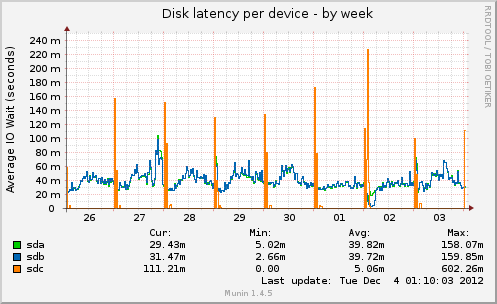 Disk latency per device - by week
RRDTOOL / TOBI OETIKER
Average IO Wait (seconds)
240 m
220 m
200 m
180 m
160 m
140 m
120 m
100 m
80 m
60 m
40 m
20 m
0
26 27 28 29 30 01 02 03
Cur: Min: Avg: Max:
sda 29.43m 5.02m 39.82m 158.07m
sdb 31.47m 2.66m 39.72m 159.85m
sdc 111.21m 0.00 5.06m 602.26m
Last update: Tue Dec 4 01:10:03 2012
Munin 1.4.5